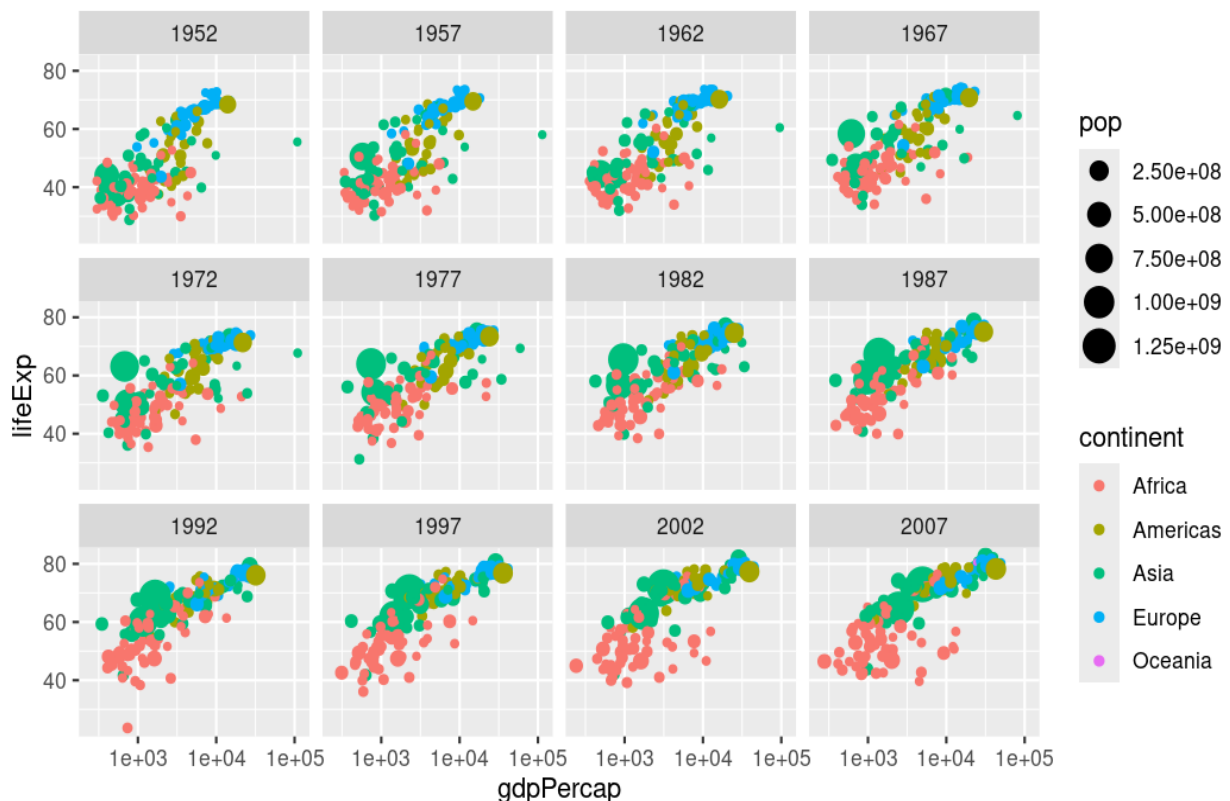 1952
1957
1962
1967
80
60
40
1972
1977
1982
1987
80
60
40
1992
1997
2002
2007
80
60
40
1e+03
1e+04
1e+05
1e+03
1e+04
1e+05
1e+03
1e+04
1e+05
1e+03
1e+04
1e+05
gdpPercap
lifeExp
pop
2.50e+08
5.00e+08
7.50e+08
1.00e+09
1.25e+09
continent
Africa
Americas
Asia
Europe
Oceania